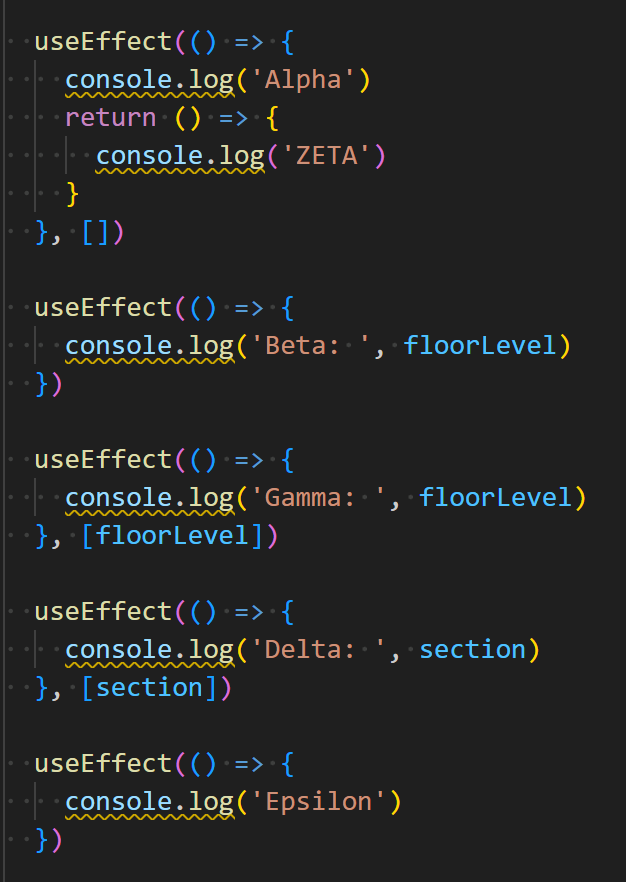 useEffect(() => {
console.log('Alpha')
return () => {
console.log('ZETA')
}
}, [])
useEffect(() => {
console.log('Beta: ', floorLevel)
})
useEffect(() => {
console.log('Gamma: ', floorLevel)
}, [floorLevel])
useEffect(() => {
console.log('Delta: ', section)
}, [section])
useEffect(() => {
console.log('Epsilon')
})